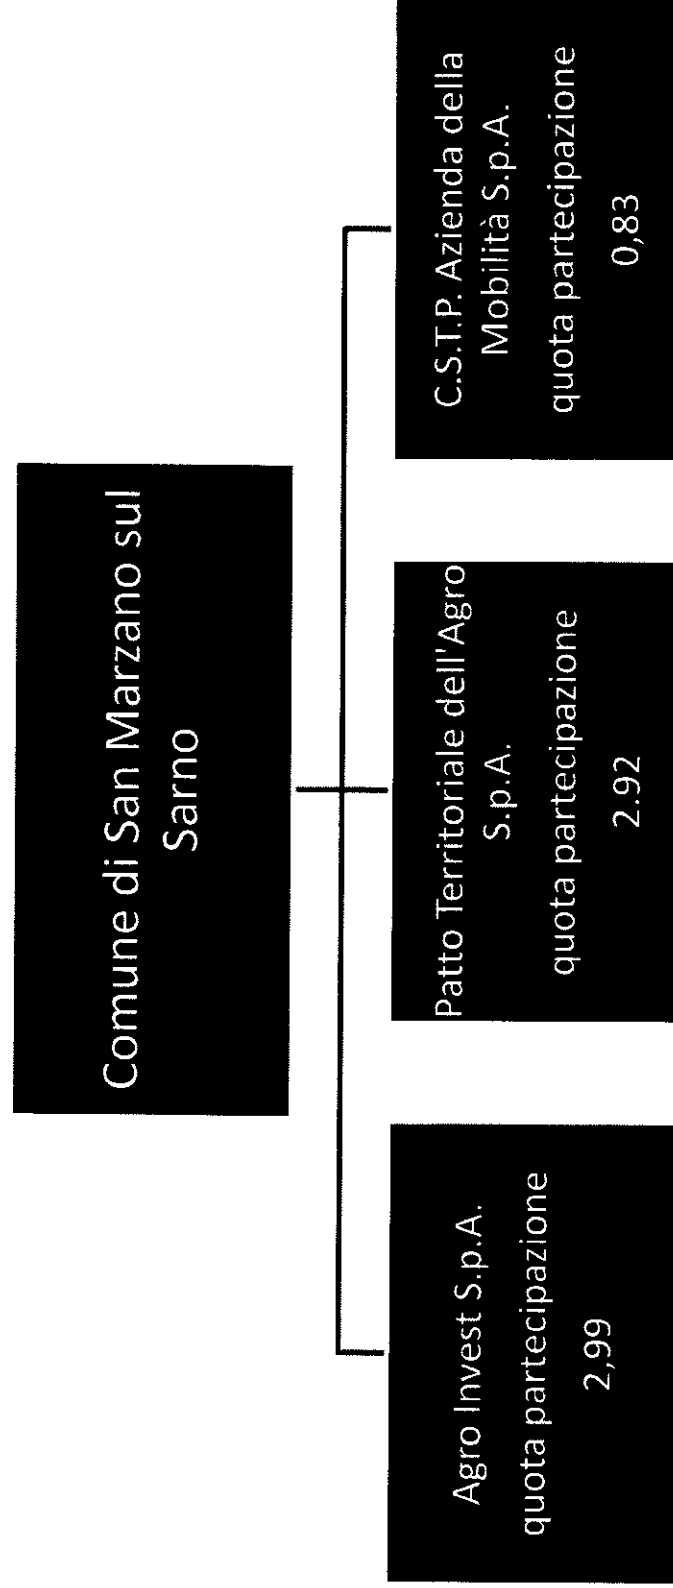 Comune di San Marzano sul
Sarno
Agro Invest S.p.A.
quota partecipazione
2,99
Patto Territoriale dell'Agro
S.p.A.
quota partecipazione
2.92
C.S.T.P. Azienda della
Mobilità S.p.A.
quota partecipazione
0,83